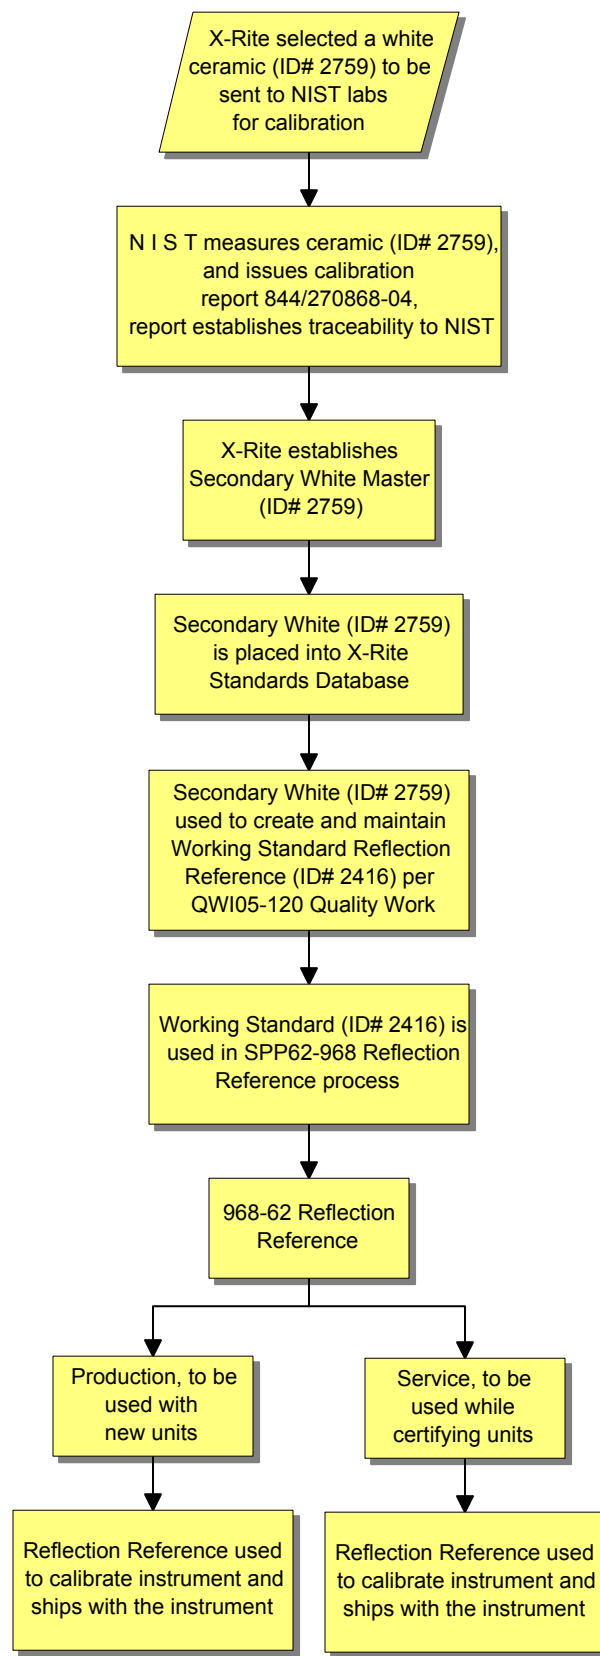 X-Rite selected a white
ceramic (ID# 2759) to be
sent to NIST labs
for calibration
N I S T measures ceramic (ID# 2759),
and issues calibration
report 844/270868-04,
report establishes traceability to NIST
X-Rite establishes
Secondary White Master
(ID# 2759)
Secondary White (ID# 2759)
is placed into X-Rite
Standards Database
Secondary White (ID# 2759)
used to create and maintain
Working Standard Reflection
Reference (ID# 2416) per
QWI05-120 Quality Work
Working Standard (ID# 2416) is
used in SPP62-968 Reflection
Reference process
968-62 Reflection
Reference
Production, to be
used with
new units
Service, to be
used while
certifying units
Reflection Reference used
to calibrate instrument and
ships with the instrument
Reflection Reference used
to calibrate instrument and
ships with the instrument